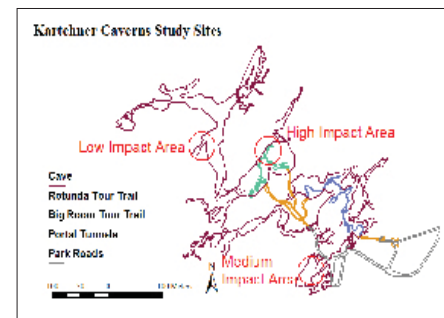 Kartchner Caverns Study Sites
High Impact Area
Low Impact Area
Cave
Rotunda Tour Trail
Big Room Tour Trail
Portal Tunnels
Park Roads
Medium
Impact Area
N